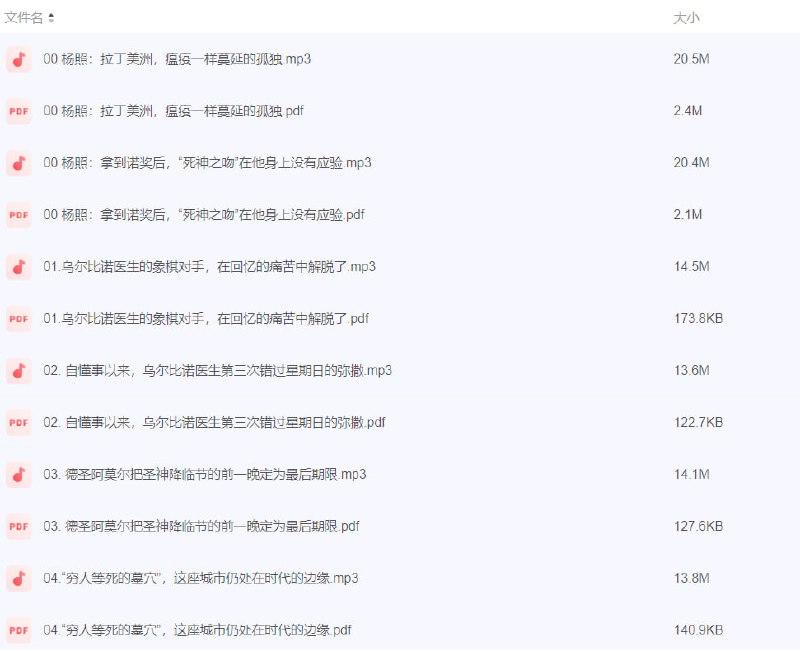 文件名 大小
00 杨照：拉丁美洲，瘟疫一样蔓延的孤独.mp3 20.5M
PDF 00 杨照：拉丁美洲，瘟疫一样蔓延的孤独.pdf 2.4M
00 杨照：拿到诺奖后，“死神之吻”在他身上没有应验.mp3 20.4M
PDF 00 杨照：拿到诺奖后，“死神之吻”在他身上没有应验.pdf 2.1M
01.乌尔比诺医生的象棋对手，在回忆的痛苦中解脱了.mp3 14.5M
PDF 01.乌尔比诺医生的象棋对手，在回忆的痛苦中解脱了.pdf 173.8KB
02. 自懂事以来，乌尔比诺医生第三次错过星期日的弥撒.mp3 13.6M
PDF 02. 自懂事以来，乌尔比诺医生第三次错过星期日的弥撒.pdf 122.7KB
03. 德圣阿莫尔把圣神降临节的前一晚定为最后期限.mp3 14.1M
PDF 03. 德圣阿莫尔把圣神降临节的前一晚定为最后期限.pdf 127.6KB
04.“穷人等死的墓穴”，这座城市仍处在时代的边缘.mp3 13.8M
PDF 04.“穷人等死的墓穴”，这座城市仍处在时代的边缘.pdf 140.9KB